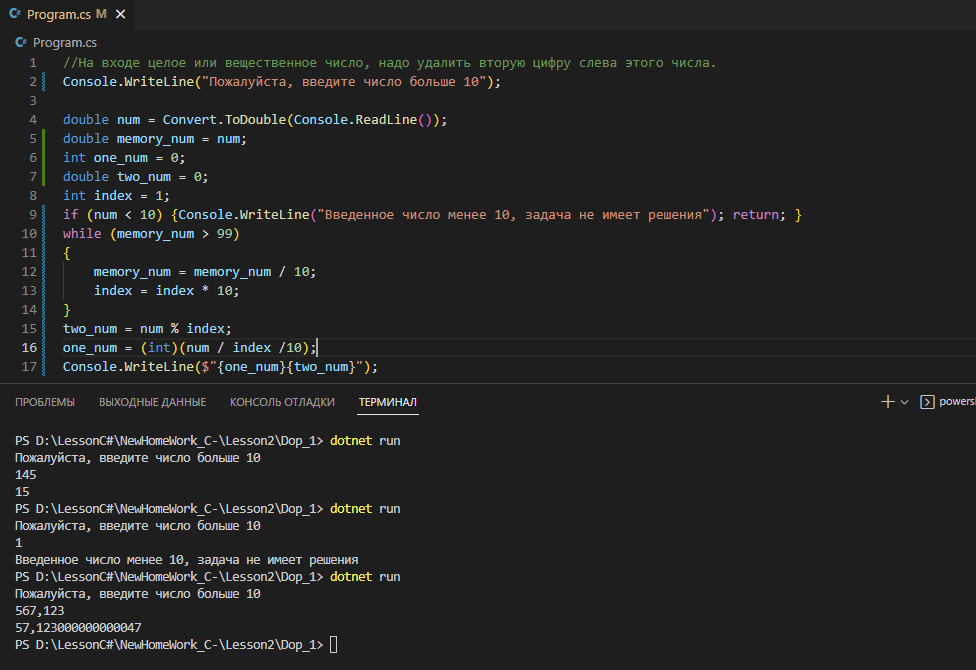 Program.cs M
Program.cs
1 //На входе целое или вещественное число, надо удалить вторую цифру слева этого числа.
2 Console.WriteLine("Пожалуйста, введите число больше 10");
3
4 double num = Convert.ToDouble(Console.ReadLine());
5 double memory_num = num;
6 int one_num = 0;
7 double two_num = 0;
8 int index = 1;
9 if (num < 10) {Console.WriteLine("Введенное число менее 10, задача не имеет решения"); return; }
10 while (memory_num > 99)
11 {
12 memory_num = memory_num / 10;
13 index = index * 10;
14 }
15 two_num = num % index;
16 one_num = (int)(num / index /10);
17 Console.WriteLine($"{one_num}{two_num}");
ПРОБЛЕМЫ ВЫХОДНЫЕ ДАННЫЕ КОНСОЛЬ ОТЛАДКИ ТЕРМИНАЛ powersh
PS D:\LessonC#\NewHomeWork_C-\Lesson2\Dop_1> dotnet run
Пожалуйста, введите число больше 10
145
15
PS D:\LessonC#\NewHomeWork_C-\Lesson2\Dop_1> dotnet run
Пожалуйста, введите число больше 10
1
Введенное число менее 10, задача не имеет решения
PS D:\LessonC#\NewHomeWork_C-\Lesson2\Dop_1> dotnet run
Пожалуйста, введите число больше 10
567,123
57,123000000000047
PS D:\LessonC#\NewHomeWork_C-\Lesson2\Dop_1>